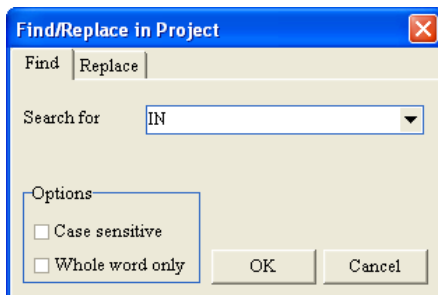 Find/Replace in Project
Find Replace
Search for IN
Options
Case sensitive
Whole word only
OK Cancel